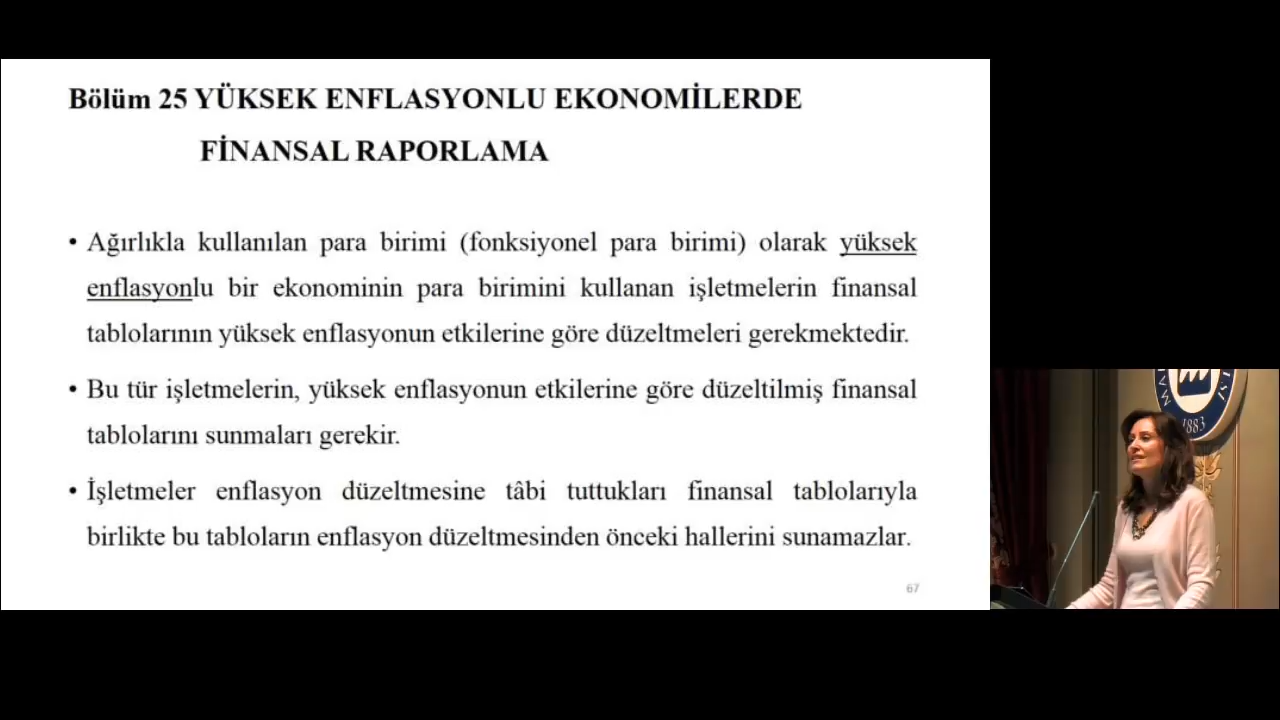 Bölüm 25 YÜKSEK ENFLASYONLU EKONOMİLERDE
FİNANSAL RAPORLAMA
• Ağırlıkla kullanılan para birimi (fonksiyonel para birimi) olarak yüksek
enflasyonlu bir ekonominin para birimini kullanan işletmelerin finansal
tablolarının yüksek enflasyonun etkilerine göre düzeltmeleri gerekmektedir.
• Bu tür işletmelerin, yüksek enflasyonun etkilerine göre düzeltilmiş finansal
tablolarını sunmaları gerekir.
• İşletmeler enflasyon düzeltmesine tâbi tuttukları finansal tablolarıyla
birlikte bu tabloların enflasyon düzeltmesinden önceki hallerini sunamazlar.
67
1883